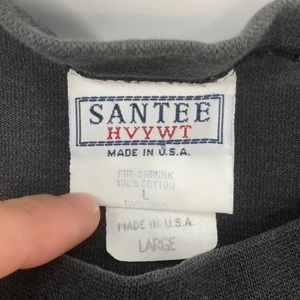 SANTEE
HVYWT
MADE IN U.S.A.
PRE-SHRUNK
100% COTTON
L
MADE IN U.S.A.
LARGE